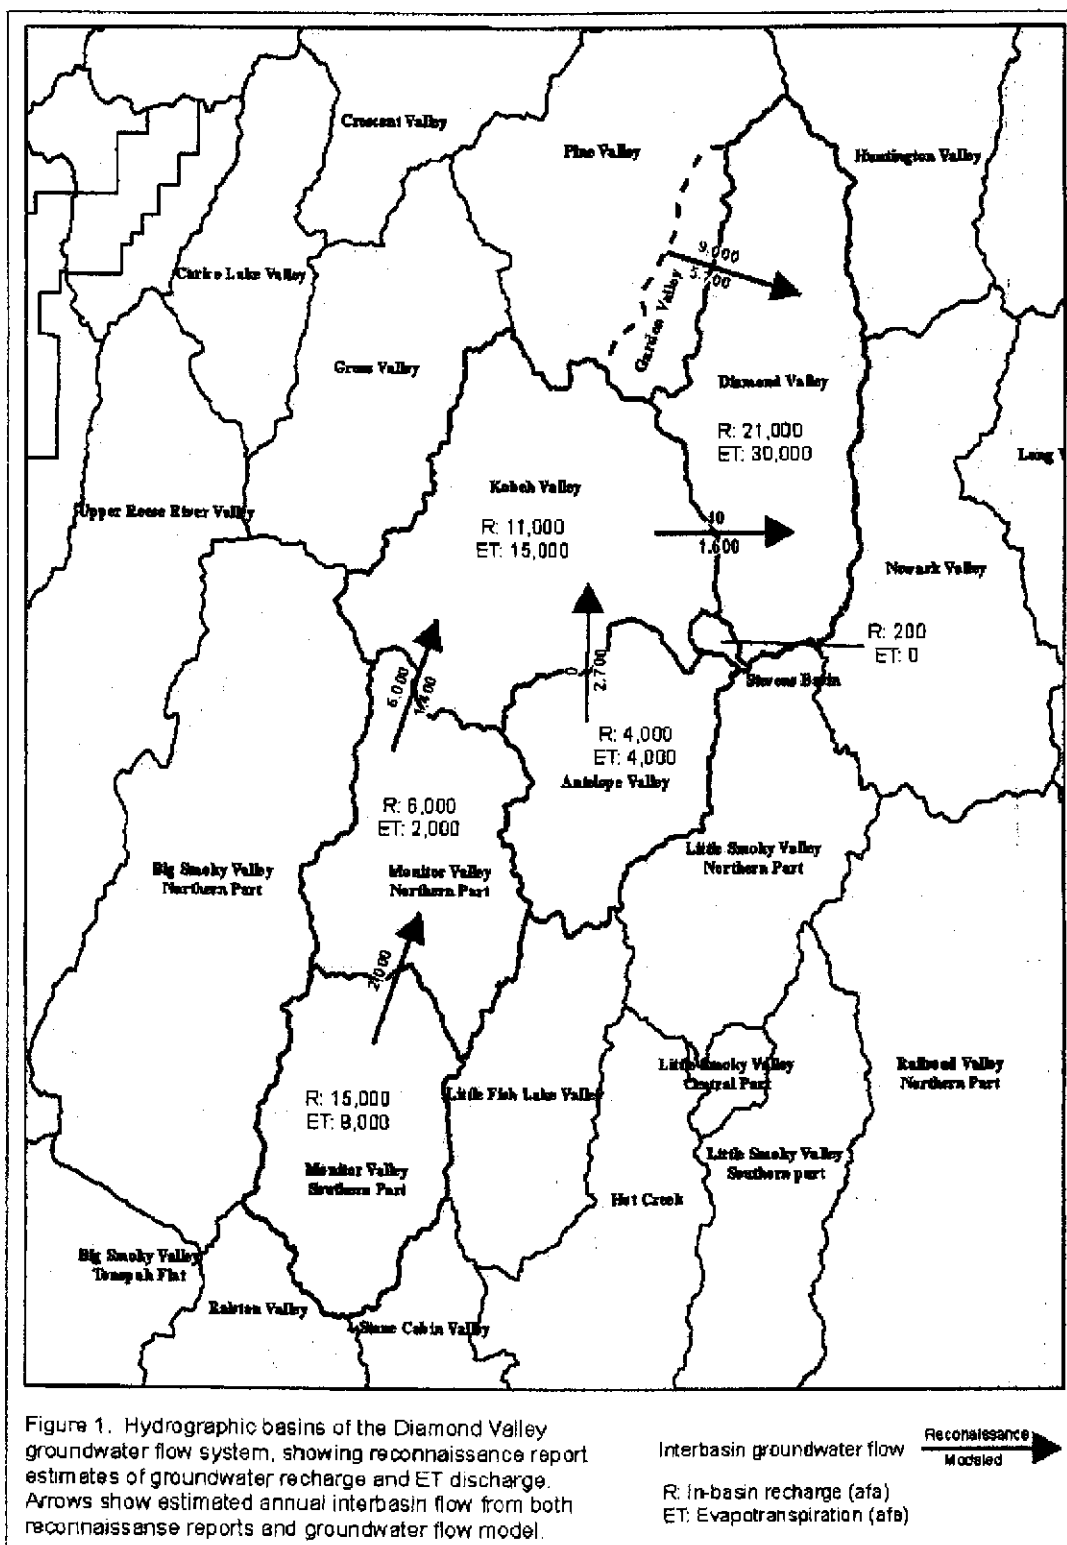 Crescent Valley
Pine Valley
Huntington Valley
Carico Lake Valley
9,000
Garden Valley
Grass Valley
Diamond Valley
R: 21,000
ET: 30,000
Long V
Kobeh Valley
Upper Reese River Valley
R: 11,000
ET: 15,000
40
1,600
Newark Valley
R: 200
ET: 0
Stevens Basin
0
2,700
6,000
R: 4,000
ET: 4,000
Antelope Valley
R: 6,000
ET: 2,000
Big Smoky Valley
Northern Part
Monitor Valley
Northern Part
Little Smoky Valley
Northern Part
2,000
Little Smoky Valley
Central Part
Railroad Valley
Northern Part
R: 15,000
ET: 9,000
Little Fish Lake Valley
Monitor Valley
Southern Part
Little Smoky Valley
Southern part
Hot Creek
Big Smoky Valley
Tonopah Flat
Ralston Valley
Stone Cabin Valley
Figure 1. Hydrographic basins of the Diamond Valley
groundwater flow system, showing reconnaissance report
estimates of groundwater recharge and ET discharge.
Arrows show estimated annual interbasin flow from both
reconnaissanse reports and groundwater flow model.
Interbasin groundwater flow
Reconaissance
Modeled
R: In-basin recharge (afa)
ET: Evapotranspiration (afa)